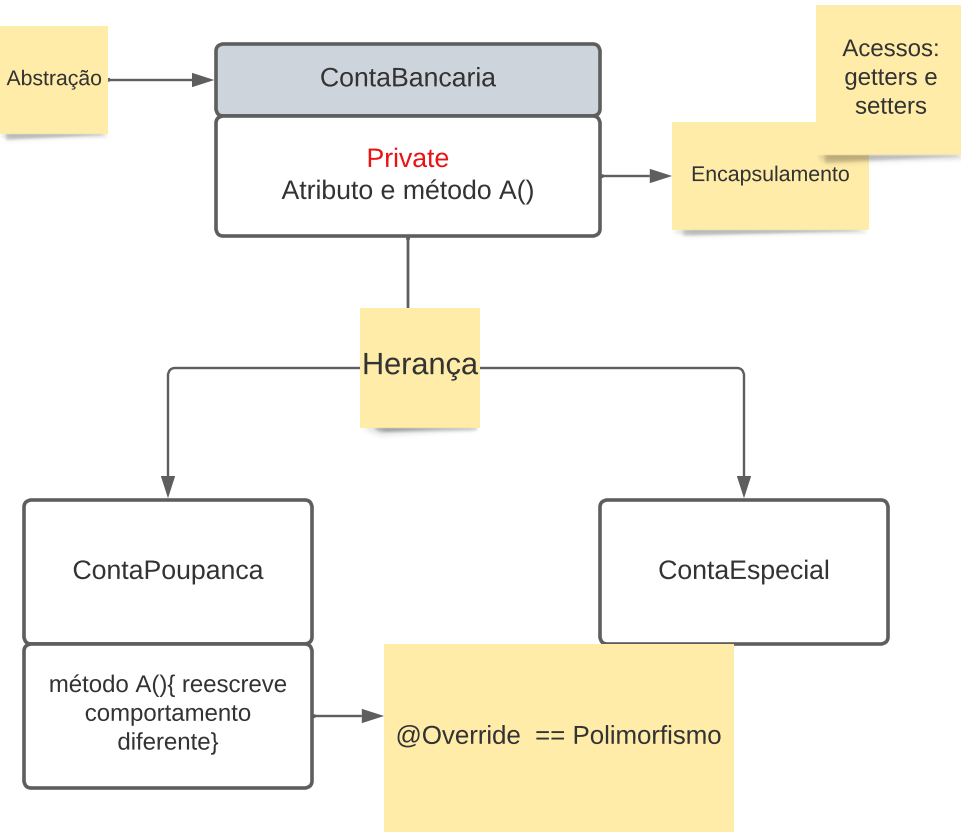 Abstração
ContaBancaria
Acessos:
getters e
setters
Private
Atributo e método A()
Encapsulamento
Herança
ContaPoupanca
ContaEspecial
método A(){ reescreve
comportamento
diferente}
@Override == Polimorfismo